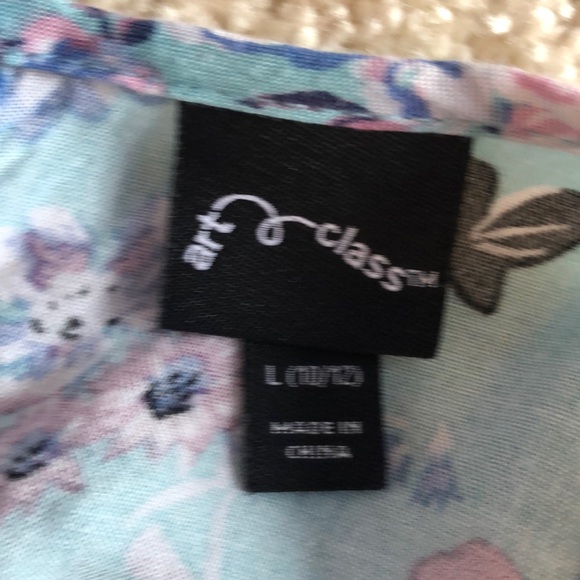 art class™
L (10/12)
MADE IN
CHINA